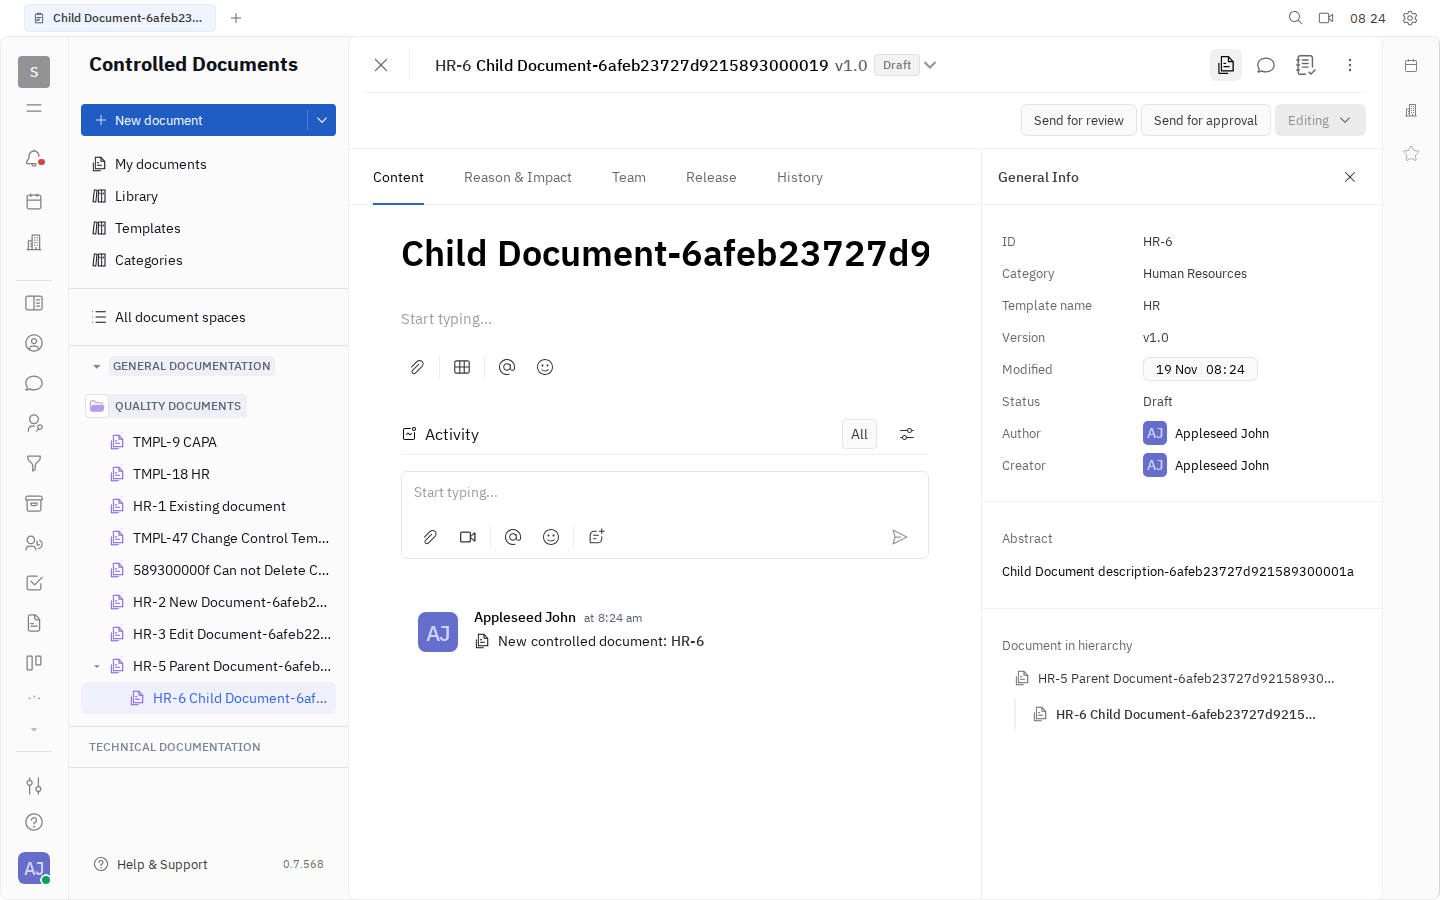 Child Document-6afeb23...
08 24
S
Controlled Documents
New document
My documents
Library
Templates
Categories
All document spaces
GENERAL DOCUMENTATION
QUALITY DOCUMENTS
TMPL-9 CAPA
TMPL-18 HR
HR-1 Existing document
TMPL-47 Change Control Tem...
589300000f Can not Delete C...
HR-2 New Document-6afeb2...
HR-3 Edit Document-6afeb22...
HR-5 Parent Document-6afeb...
HR-6 Child Document-6af...
TECHNICAL DOCUMENTATION
Help & Support 0.7.568
AJ
HR-6 Child Document-6afeb23727d9215893000019 v1.0 Draft
Send for review Send for approval Editing
Content Reason & Impact Team Release History
Child Document-6afeb23727d9
Start typing...
Activity All
Start typing...
AJ
Appleseed John at 8:24 am
New controlled document: HR-6
General Info
ID HR-6
Category Human Resources
Template name HR
Version v1.0
Modified 19 Nov 08:24
Status Draft
Author AJ Appleseed John
Creator AJ Appleseed John
Abstract
Child Document description-6afeb23727d921589300001a
Document in hierarchy
HR-5 Parent Document-6afeb23727d92158930...
HR-6 Child Document-6afeb23727d9215...